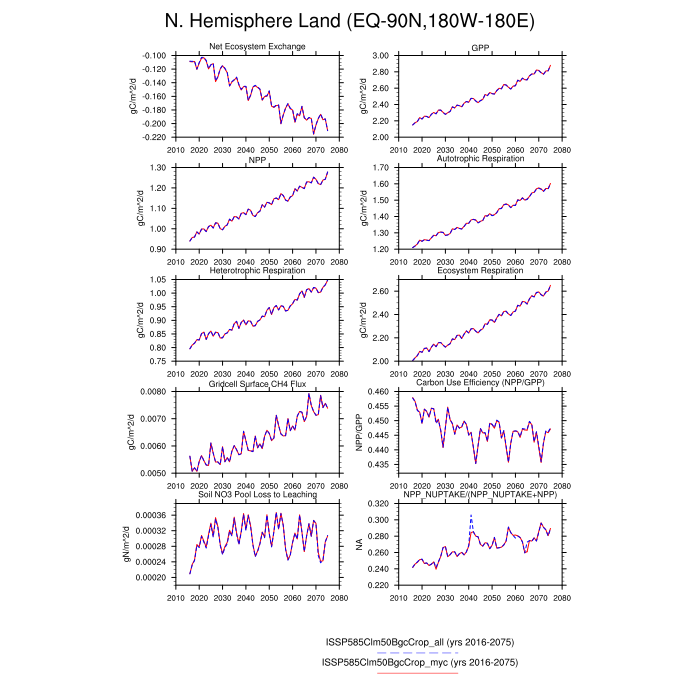 N. Hemisphere Land (EQ-90N,180W-180E)
Net Ecosystem Exchange
GPP
gC/m^2/d
-0.100
-0.120
-0.140
-0.160
-0.180
-0.200
-0.220
2010 2020 2030 2040 2050 2060 2070 2080
gC/m^2/d
3.00
2.80
2.60
2.40
2.20
2.00
2010 2020 2030 2040 2050 2060 2070 2080
NPP
Autotrophic Respiration
gC/m^2/d
1.30
1.20
1.10
1.00
0.90
2010 2020 2030 2040 2050 2060 2070 2080
gC/m^2/d
1.70
1.60
1.50
1.40
1.30
1.20
2010 2020 2030 2040 2050 2060 2070 2080
Heterotrophic Respiration
Ecosystem Respiration
gC/m^2/d
1.05
1.00
0.95
0.90
0.85
0.80
0.75
2010 2020 2030 2040 2050 2060 2070 2080
gC/m^2/d
2.60
2.40
2.20
2.00
2010 2020 2030 2040 2050 2060 2070 2080
Gridcell Surface CH4 Flux
Carbon Use Efficiency (NPP/GPP)
gC/m^2/d
0.0080
0.0070
0.0060
0.0050
2010 2020 2030 2040 2050 2060 2070 2080
NPP/GPP
0.460
0.455
0.450
0.445
0.440
0.435
2010 2020 2030 2040 2050 2060 2070 2080
Soil NO3 Pool Loss to Leaching
NPP_NUPTAKE/(NPP_NUPTAKE+NPP)
gN/m^2/d
0.00036
0.00032
0.00028
0.00024
0.00020
2010 2020 2030 2040 2050 2060 2070 2080
NA
0.320
0.300
0.280
0.260
0.240
0.220
2010 2020 2030 2040 2050 2060 2070 2080
ISSP585Clm50BgcCrop_all (yrs 2016-2075)
ISSP585Clm50BgcCrop_myc (yrs 2016-2075)